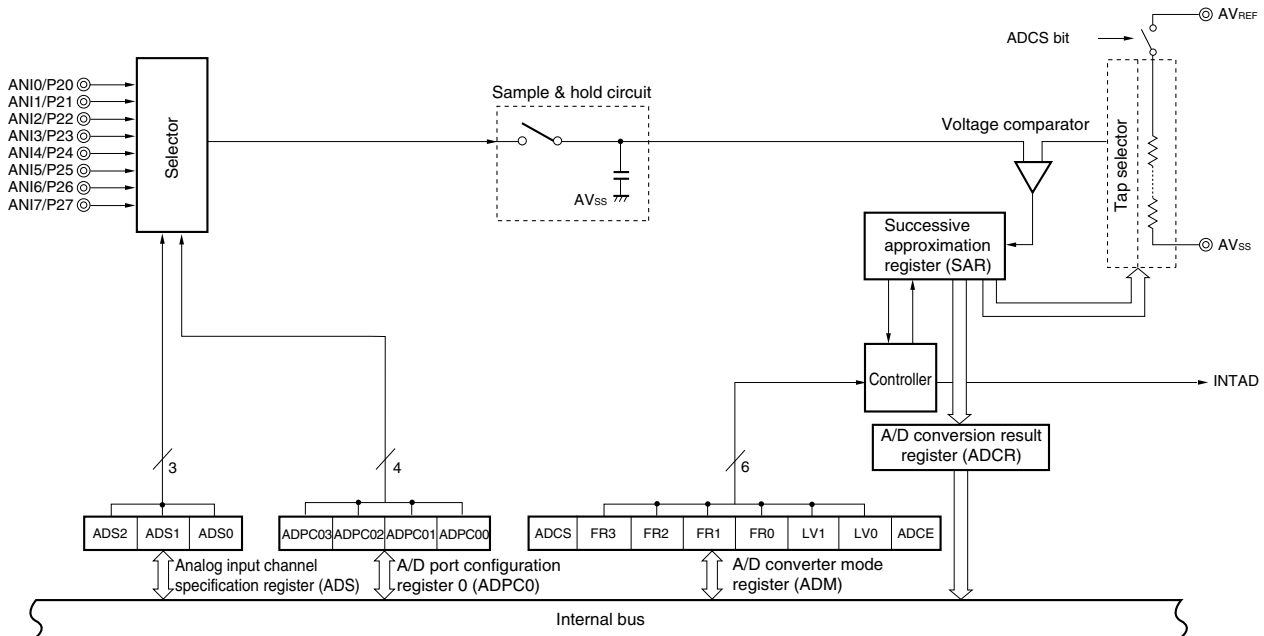 AVREF
ADCS bit
ANI0/P20
ANI1/P21
ANI2/P22
ANI3/P23
ANI4/P24
ANI5/P25
ANI6/P26
ANI7/P27
Selector
Sample & hold circuit
AVSS
Voltage comparator
Tap selector
AVSS
Successive
approximation
register (SAR)
Controller
INTAD
A/D conversion result
register (ADCR)
3
4
6
ADS2 ADS1 ADS0
ADPC03 ADPC02 ADPC01 ADPC00
ADCS FR3 FR2 FR1 FR0 LV1 LV0 ADCE
Analog input channel
specification register (ADS)
A/D port configuration
register 0 (ADPC0)
A/D converter mode
register (ADM)
Internal bus